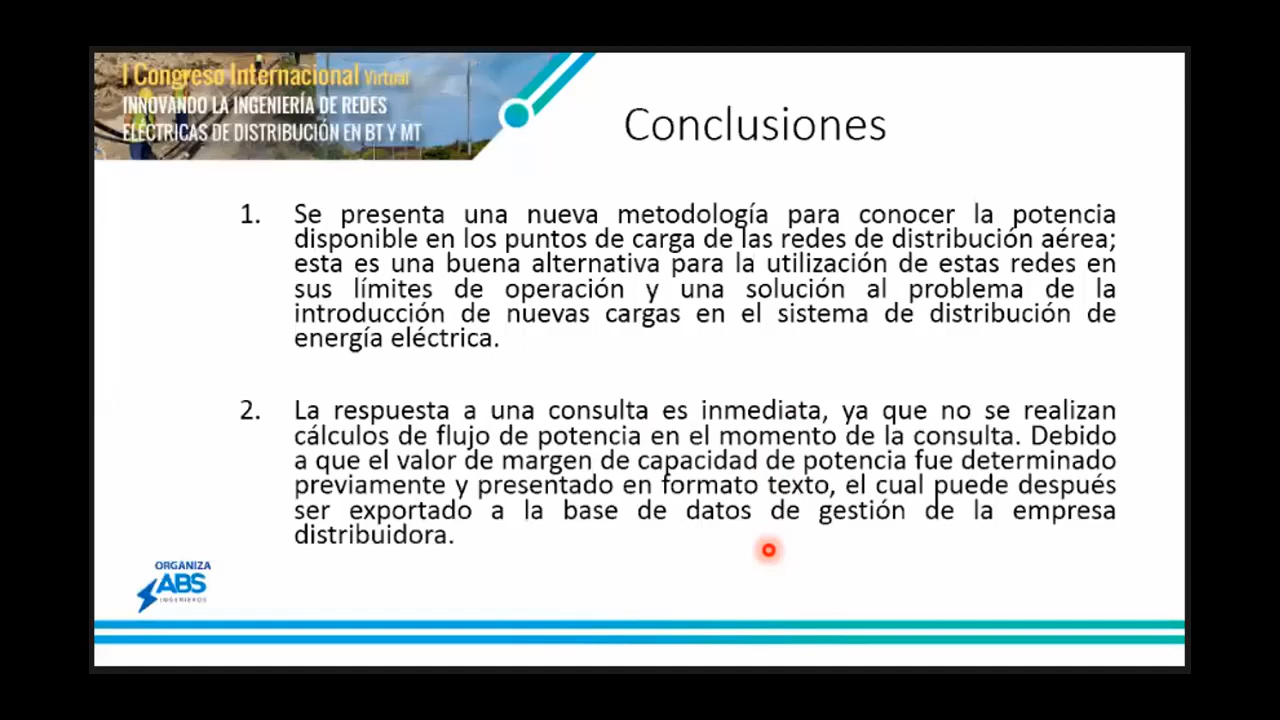 I Congreso Internacional Virtual
INNOVANDO LA INGENIERÍA DE REDES
ELÉCTRICAS DE DISTRIBUCIÓN EN BT Y MT
Conclusiones
1. Se presenta una nueva metodología para conocer la potencia
disponible en los puntos de carga de las redes de distribución aérea;
esta es una buena alternativa para la utilización de estas redes en
sus límites de operación y una solución al problema de la
introducción de nuevas cargas en el sistema de distribución de
energía eléctrica.
2. La respuesta a una consulta es inmediata, ya que no se realizan
cálculos de flujo de potencia en el momento de la consulta. Debido
a que el valor de margen de capacidad de potencia fue determinado
previamente y presentado en formato texto, el cual puede después
ser exportado a la base de datos de gestión de la empresa
distribuidora.
ORGANIZA
ABS
INGENIEROS